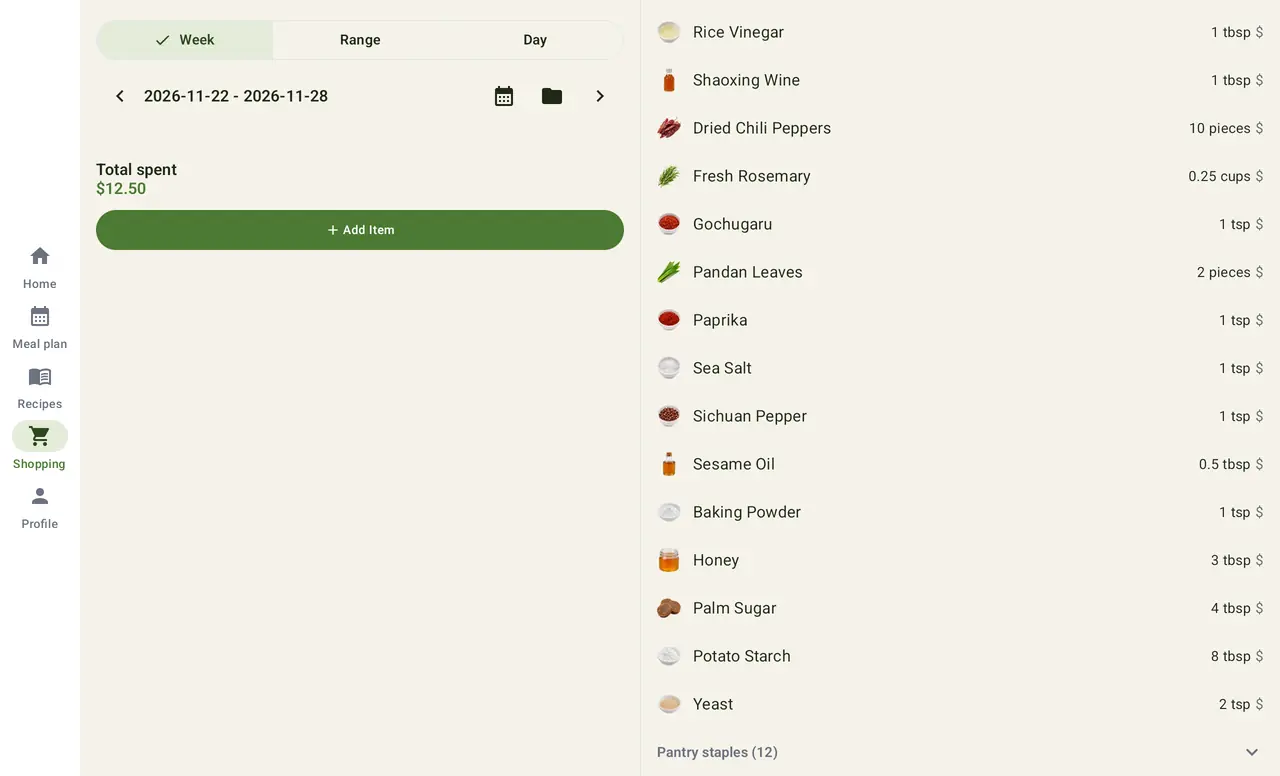 Home
Meal plan
Recipes
Shopping
Profile
Week
Range
Day
2026-11-22 - 2026-11-28
Total spent
$12.50
+ Add Item
Rice Vinegar 1 tbsp $
Shaoxing Wine 1 tbsp $
Dried Chili Peppers 10 pieces $
Fresh Rosemary 0.25 cups $
Gochugaru 1 tsp $
Pandan Leaves 2 pieces $
Paprika 1 tsp $
Sea Salt 1 tsp $
Sichuan Pepper 1 tsp $
Sesame Oil 0.5 tbsp $
Baking Powder 1 tsp $
Honey 3 tbsp $
Palm Sugar 4 tbsp $
Potato Starch 8 tbsp $
Yeast 2 tsp $
Pantry staples (12)